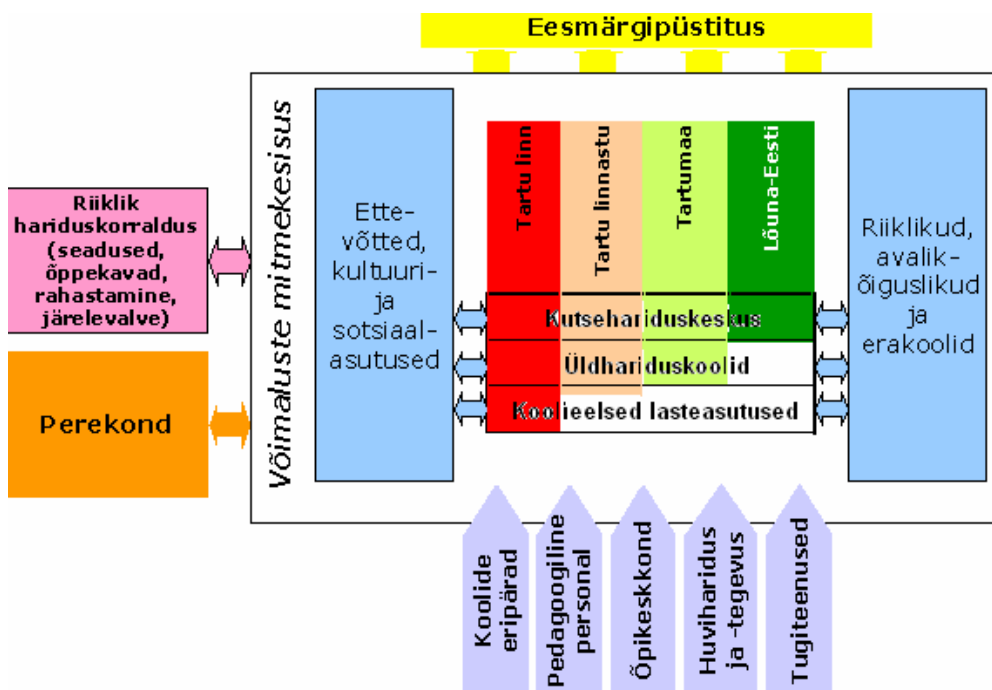 Eesmärgipüstitus
Võimaluste mitmekesisus
Riiklik
hariduskorraldus
(seadused,
õppekavad,
rahastamine,
järelevalve)
Perekond
Ette-
võtted,
kultuuri-
ja
sotsiaal-
asutused
Tartu linn
Tartu linnastu
Tartumaa
Lõuna-Eesti
Kutsehariduskeskus
Üldhariduskoolid
Koolieelsed lasteasutused
Riiklikud,
avalik-
õiguslikud
ja
erakoolid
Koolide
eripärad
Pedagoogiline
personal
Õpikeskkond
Huviharidus
ja -tegevus
Tugiteenused